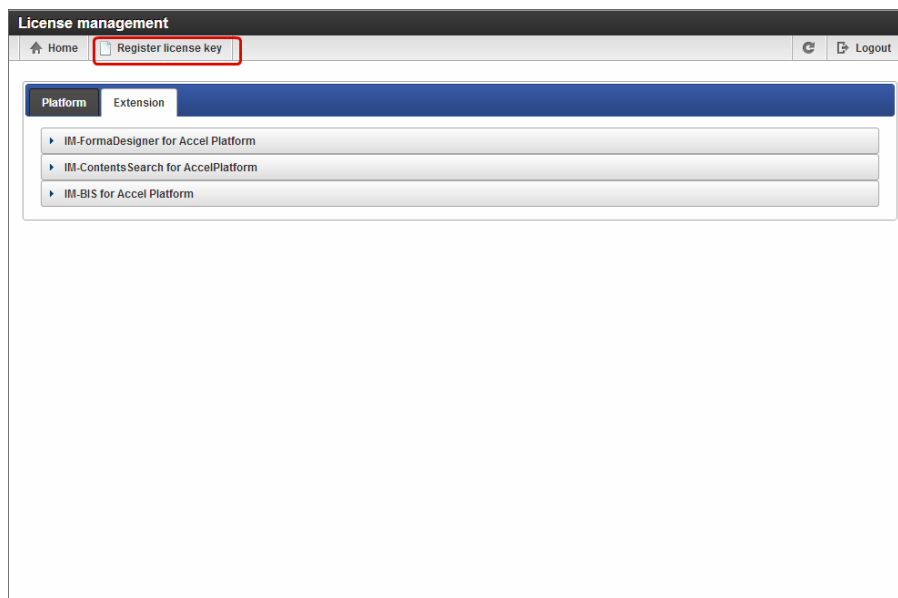 License management
Home Register license key Logout
Platform Extension
IM-FormaDesigner for Accel Platform
IM-ContentsSearch for AccelPlatform
IM-BIS for Accel Platform